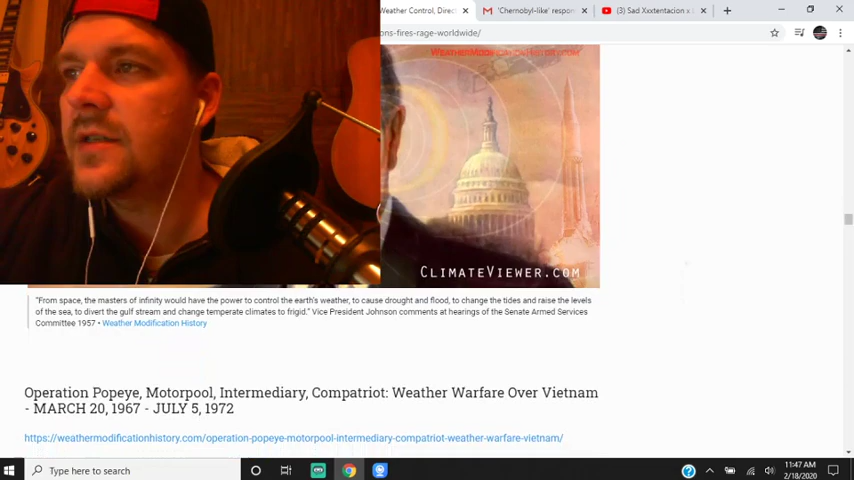 Weather Control, Direct
'Chernobyl-like' respon
(3) Sad Xxxtentacion x
ons-fires-rage-worldwide/
WEATHERMODIFICATIONHISTORY
CLIMATEVIEWER.COM
"From space, the masters of infinity would have the power to control the earth's weather, to cause drought and flood, to change the tides and raise the levels
of the sea, to divert the gulf stream and change temperate climates to frigid." Vice President Johnson comments at hearings of the Senate Armed Services
Committee 1957 • Weather Modification History
Operation Popeye, Motorpool, Intermediary, Compatriot: Weather Warfare Over Vietnam
- MARCH 20, 1967 - JULY 5, 1972
https://weathermodificationhistory.com/operation-popeye-motorpool-intermediary-compatriot-weather-warfare-vietnam/
Type here to search
11:47 AM
2/18/2020